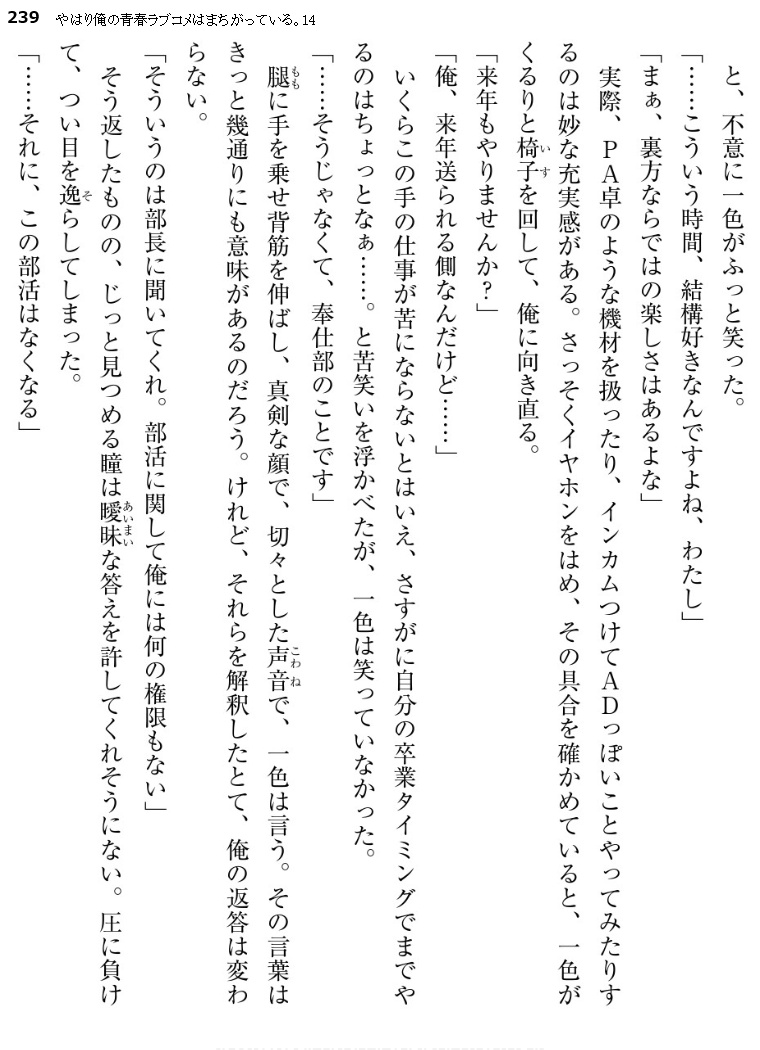 239 やはり俺の青春ラブコメはまちがっている。14
と、不意に一色がふっと笑った。
「……こういう時間、結構好きなんですよね、わたし」
「まぁ、裏方ならではの楽しさはあるよな」
実際、ＰＡ卓のような機材を扱ったり、インカムつけてＡＤっぽいことやってみたりす
るのは妙な充実感がある。さっそくイヤホンをはめ、その具合を確かめていると、一色が
くるりと椅子いすを回して、俺に向き直る。
「来年もやりませんか？」
「俺、来年送られる側なんだけど……」
いくらこの手の仕事が苦にならないとはいえ、さすがに自分の卒業タイミングでまでや
るのはちょっとなぁ……。と苦笑いを浮かべたが、一色は笑っていなかった。
「……そうじゃなくて、奉仕部のことです」
腿ももに手を乗せ背筋を伸ばし、真剣な顔で、切々とした声音こわねで、一色は言う。その言葉は
きっと幾通りにも意味があるのだろう。けれど、それらを解釈したとて、俺の返答は変わ
らない。
「そういうのは部長に聞いてくれ。部活に関して俺には何の権限もない」
そう返したものの、じっと見つめる瞳は曖昧あいまいな答えを許してくれそうにない。圧に負け
て、つい目を逸そらしてしまった。
「……それに、この部活はなくなる」